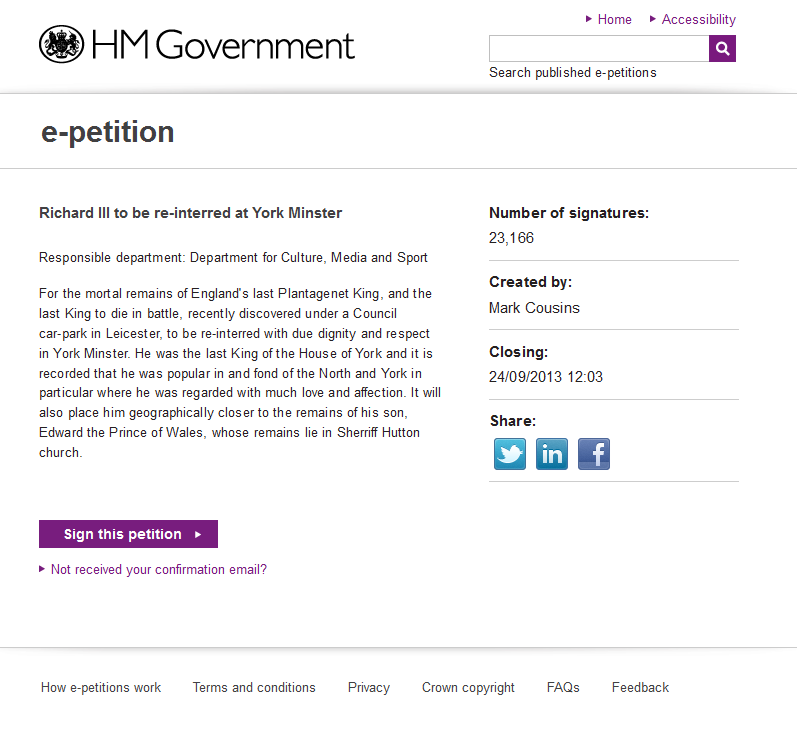 Home Accessibility
HM Government
Search published e-petitions
e-petition
Richard III to be re-interred at York Minster
Responsible department: Department for Culture, Media and Sport
For the mortal remains of England's last Plantagenet King, and the
last King to die in battle, recently discovered under a Council
car-park in Leicester, to be re-interred with due dignity and respect
in York Minster. He was the last King of the House of York and it is
recorded that he was popular in and fond of the North and York in
particular where he was regarded with much love and affection. It will
also place him geographically closer to the remains of his son,
Edward the Prince of Wales, whose remains lie in Sherriff Hutton
church.
Sign this petition
Not received your confirmation email?
Number of signatures:
23,166
Created by:
Mark Cousins
Closing:
24/09/2013 12:03
Share:
in f
How e-petitions work Terms and conditions Privacy Crown copyright FAQs Feedback